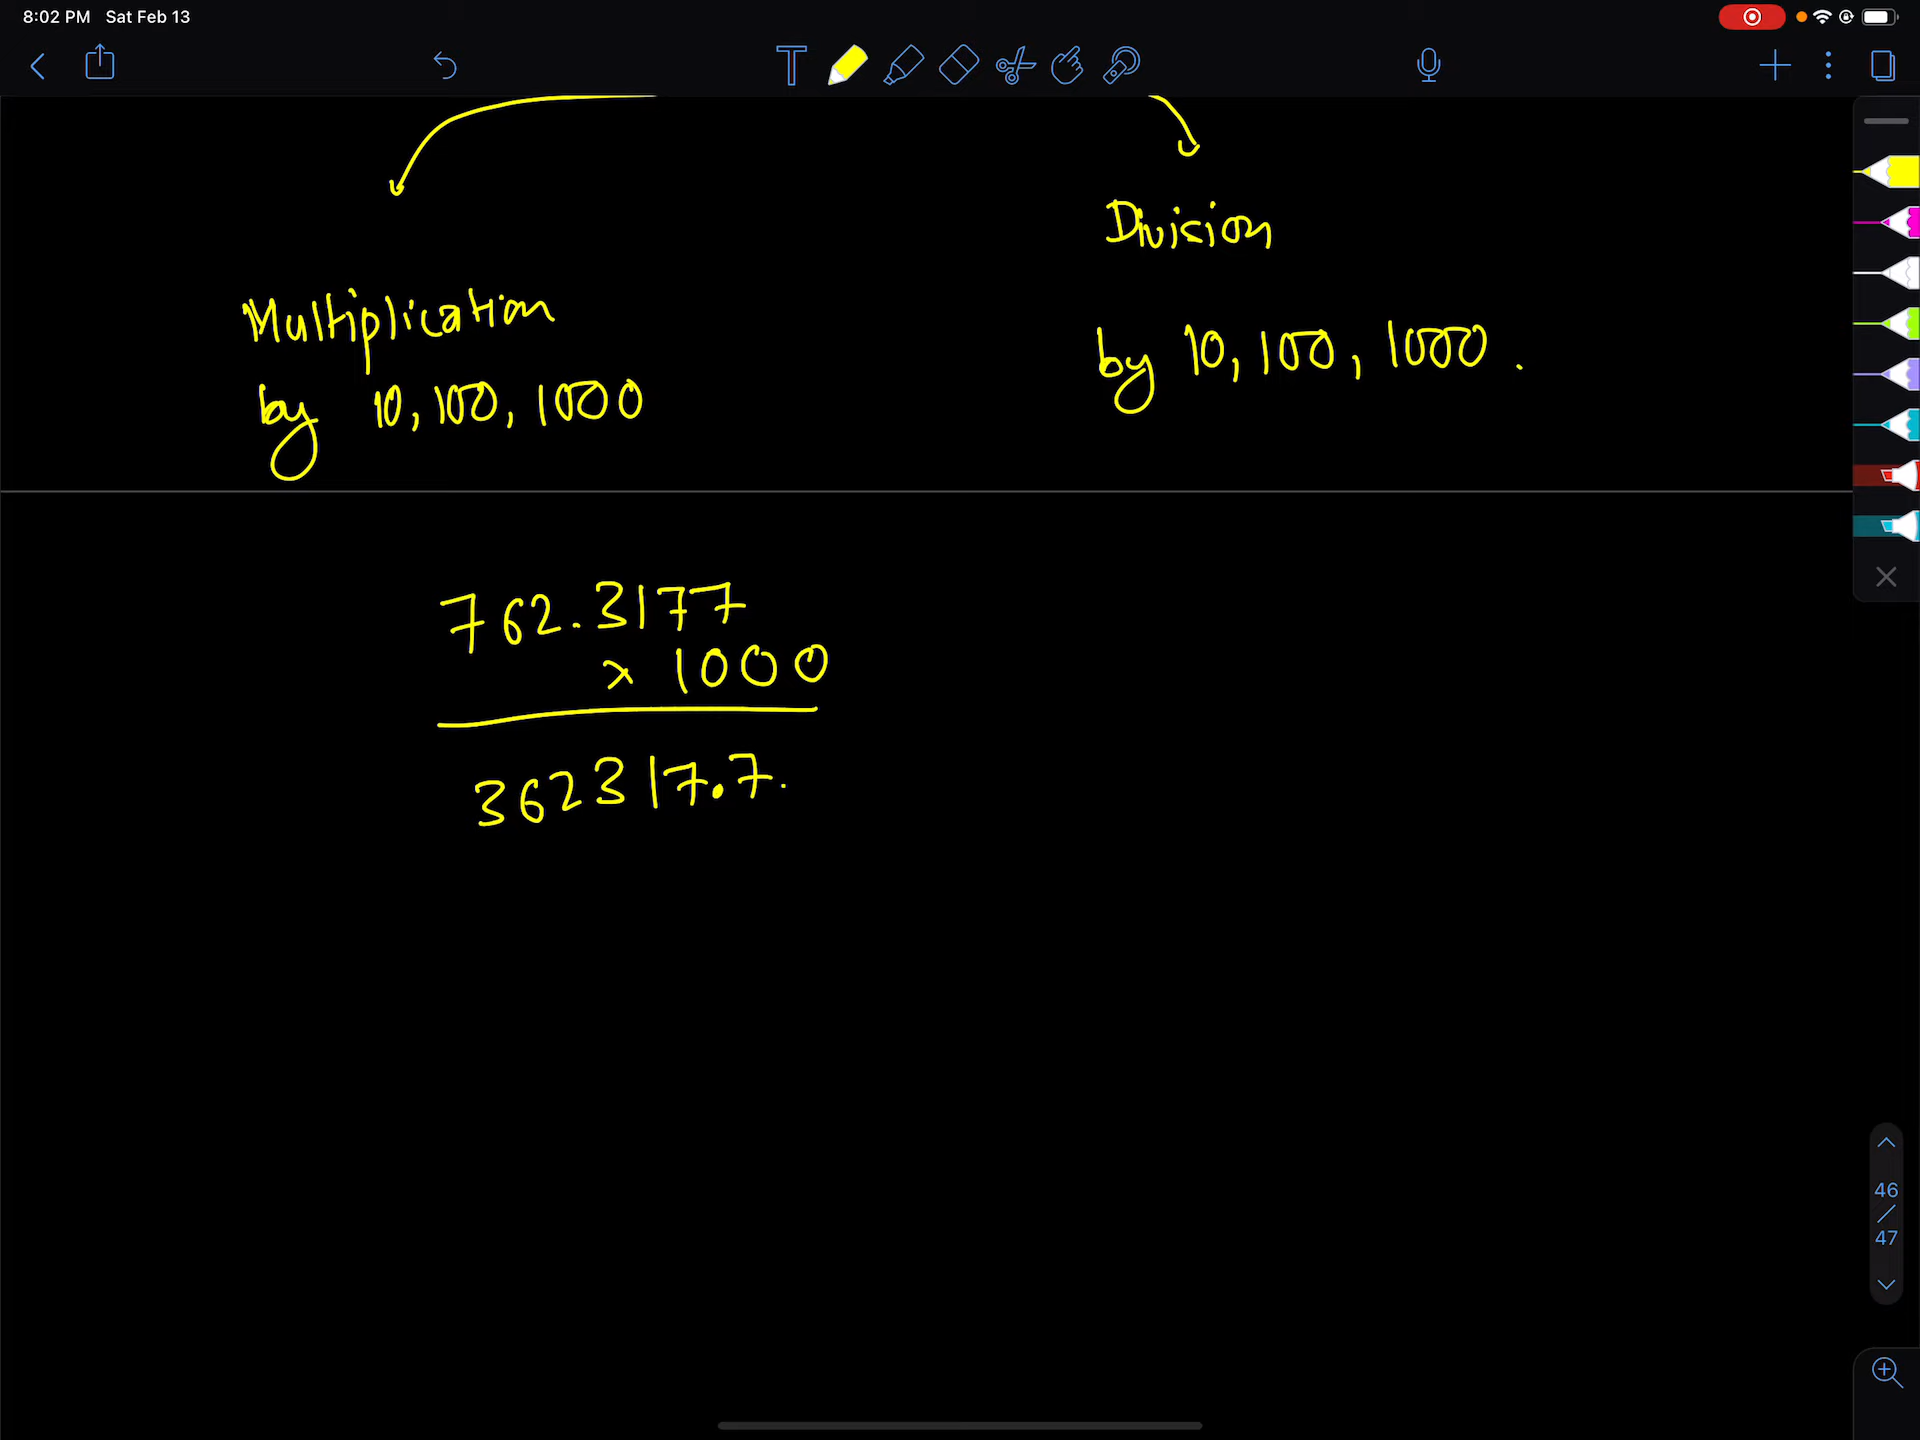 8:02 PM Sat Feb 13
Multiplication
by 10, 100, 1000
Division
by 10, 100, 1000.
762.3177
x 1000
362317.7.
46
/
47